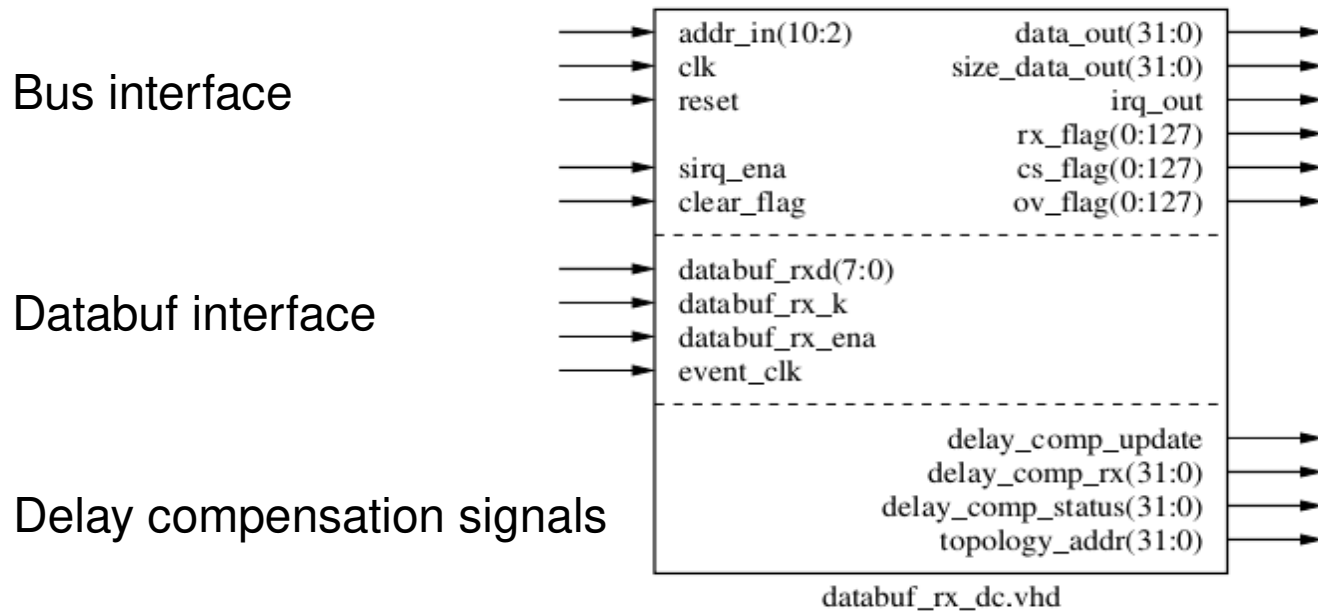 Bus interface
addr_in(10:2) data_out(31:0)
clk size_data_out(31:0)
reset irq_out
rx_flag(0:127)
sirq_ena cs_flag(0:127)
clear_flag ov_flag(0:127)
Databuf interface
databuf_rxd(7:0)
databuf_rx_k
databuf_rx_ena
event_clk
Delay compensation signals
delay_comp_update
delay_comp_rx(31:0)
delay_comp_status(31:0)
topology_addr(31:0)
databuf_rx_dc.vhd